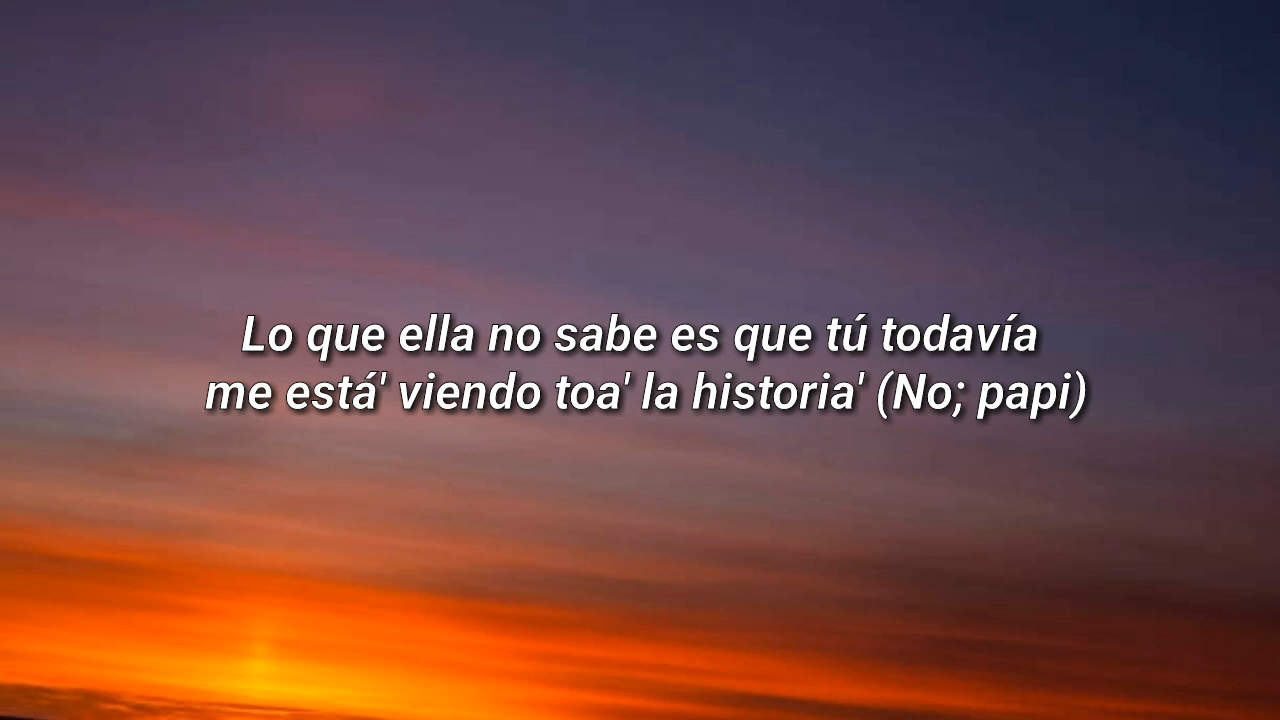 Lo que ella no sabe es que tú todavía
me está' viendo toa' la historia' (No; papi)